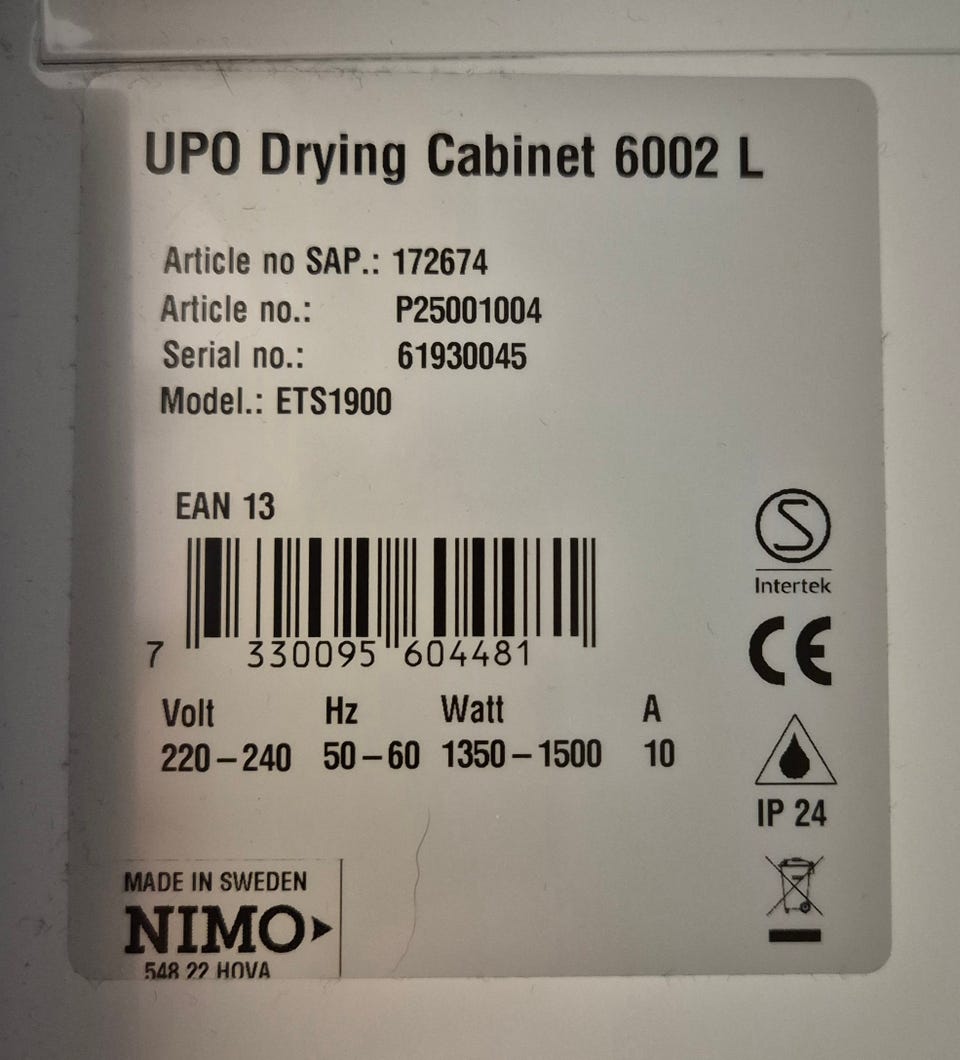 UPO Drying Cabinet 6002 L
Article no SAP.: 172674
Article no.: P25001004
Serial no.: 61930045
Model.: ETS1900
EAN 13
7 330095 604481
Volt Hz Watt A
220–240 50–60 1350–1500 10
S
Intertek
CE
IP 24
MADE IN SWEDEN
NIMO
548 22 HOVA